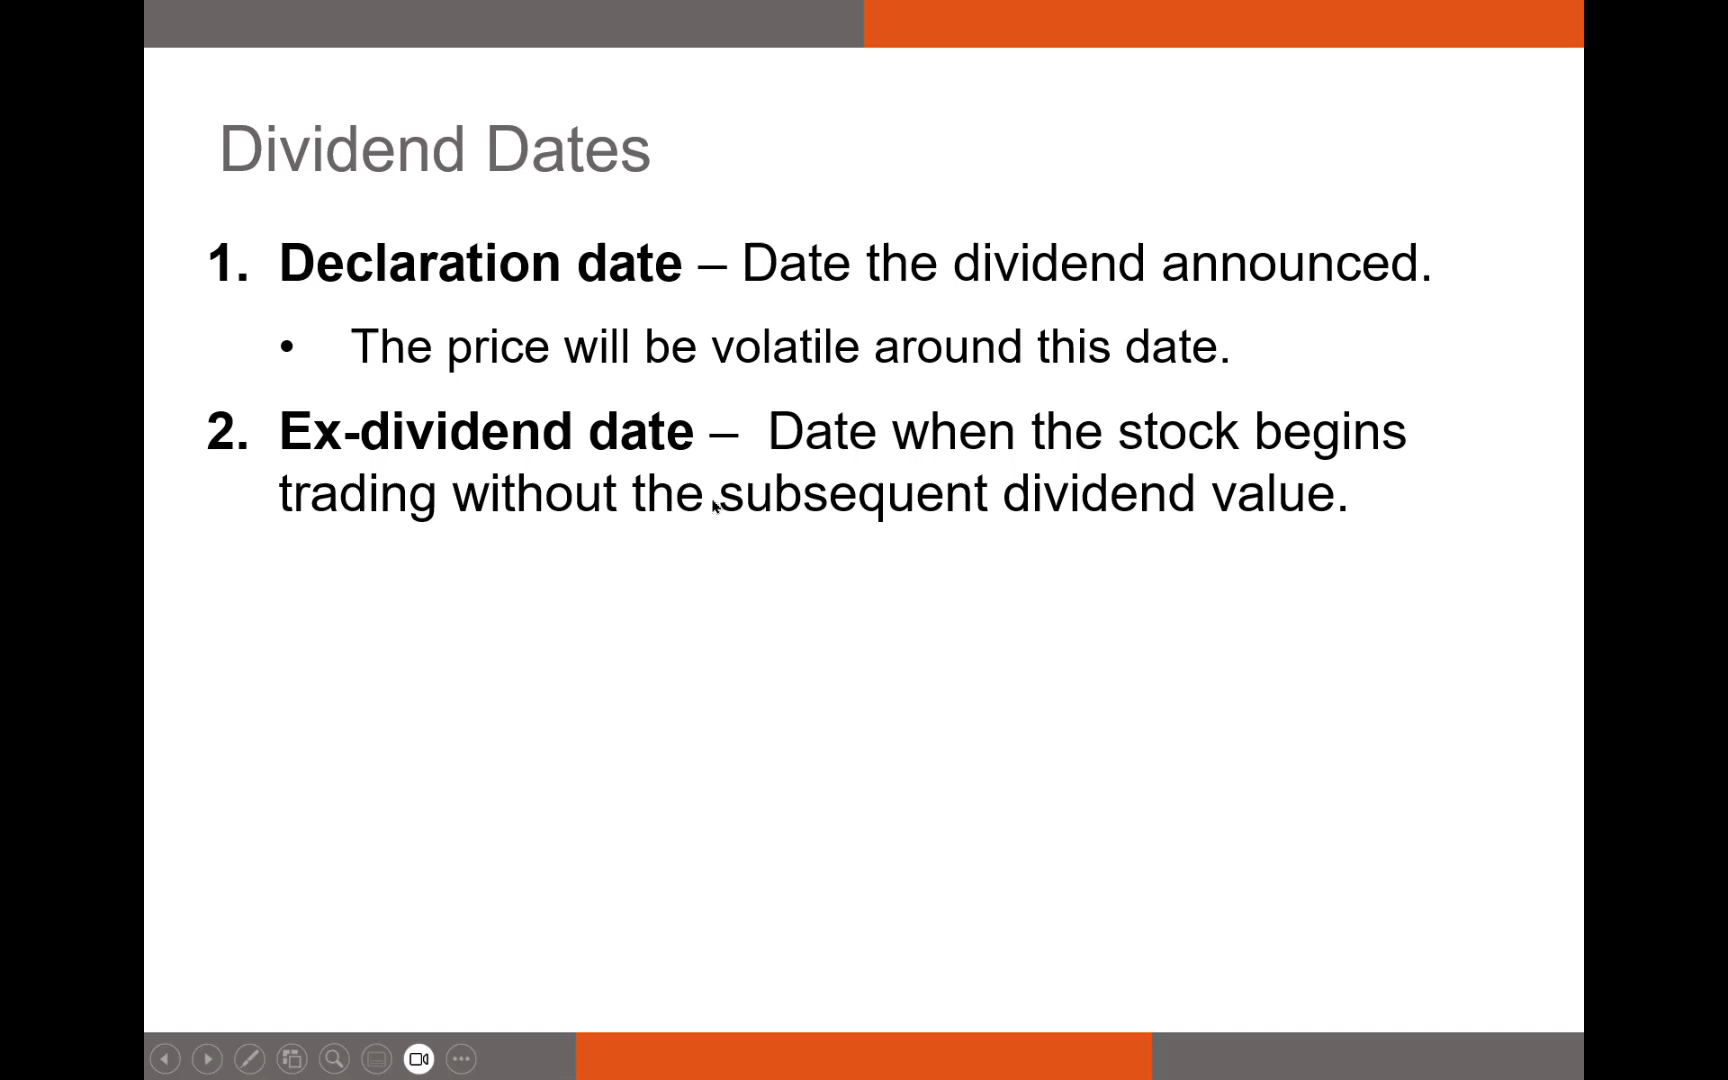 Dividend Dates
1. Declaration date – Date the dividend announced.
• The price will be volatile around this date.
2. Ex-dividend date – Date when the stock begins
trading without the subsequent dividend value.